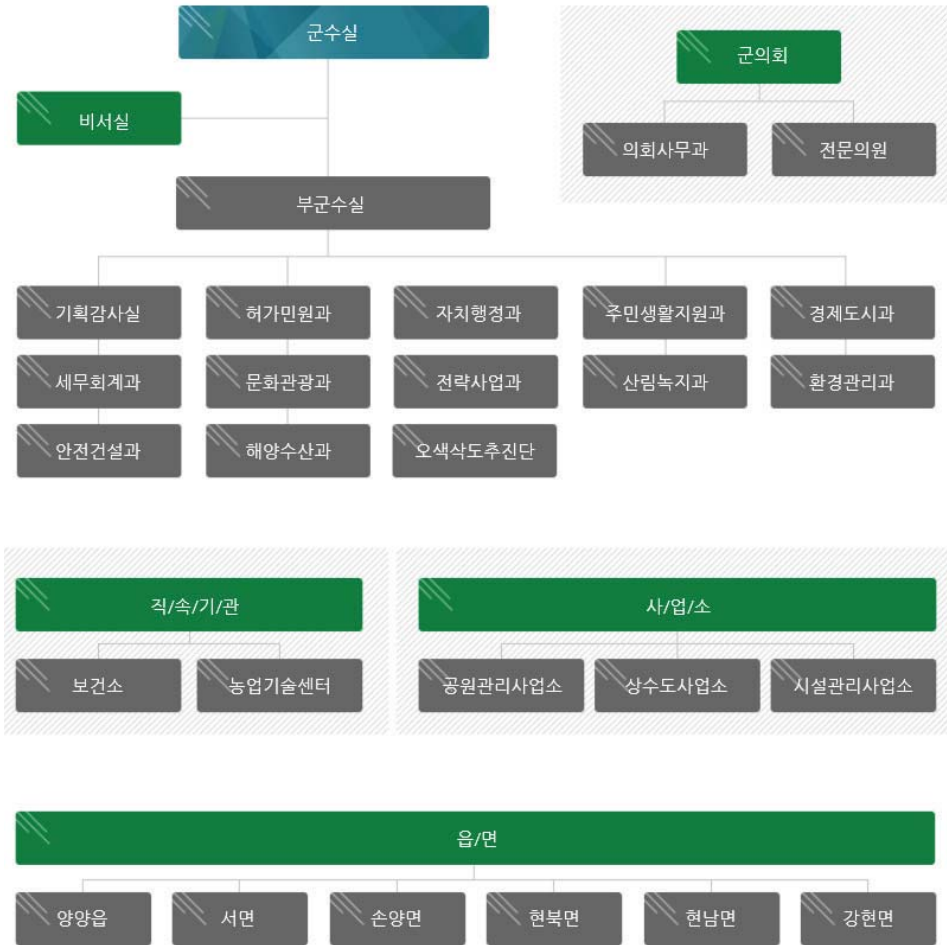 군수실
군의회
비서실
의회사무과
전문의원
부군수실
기획감사실
허가민원과
자치행정과
주민생활지원과
경제도시과
세무회계과
문화관광과
전략사업과
산림녹지과
환경관리과
안전건설과
해양수산과
오색삭도추진단
직/속/기/관
사/업/소
보건소
농업기술센터
공원관리사업소
상수도사업소
시설관리사업소
읍/면
양양읍
서면
손양면
현북면
현남면
강현면